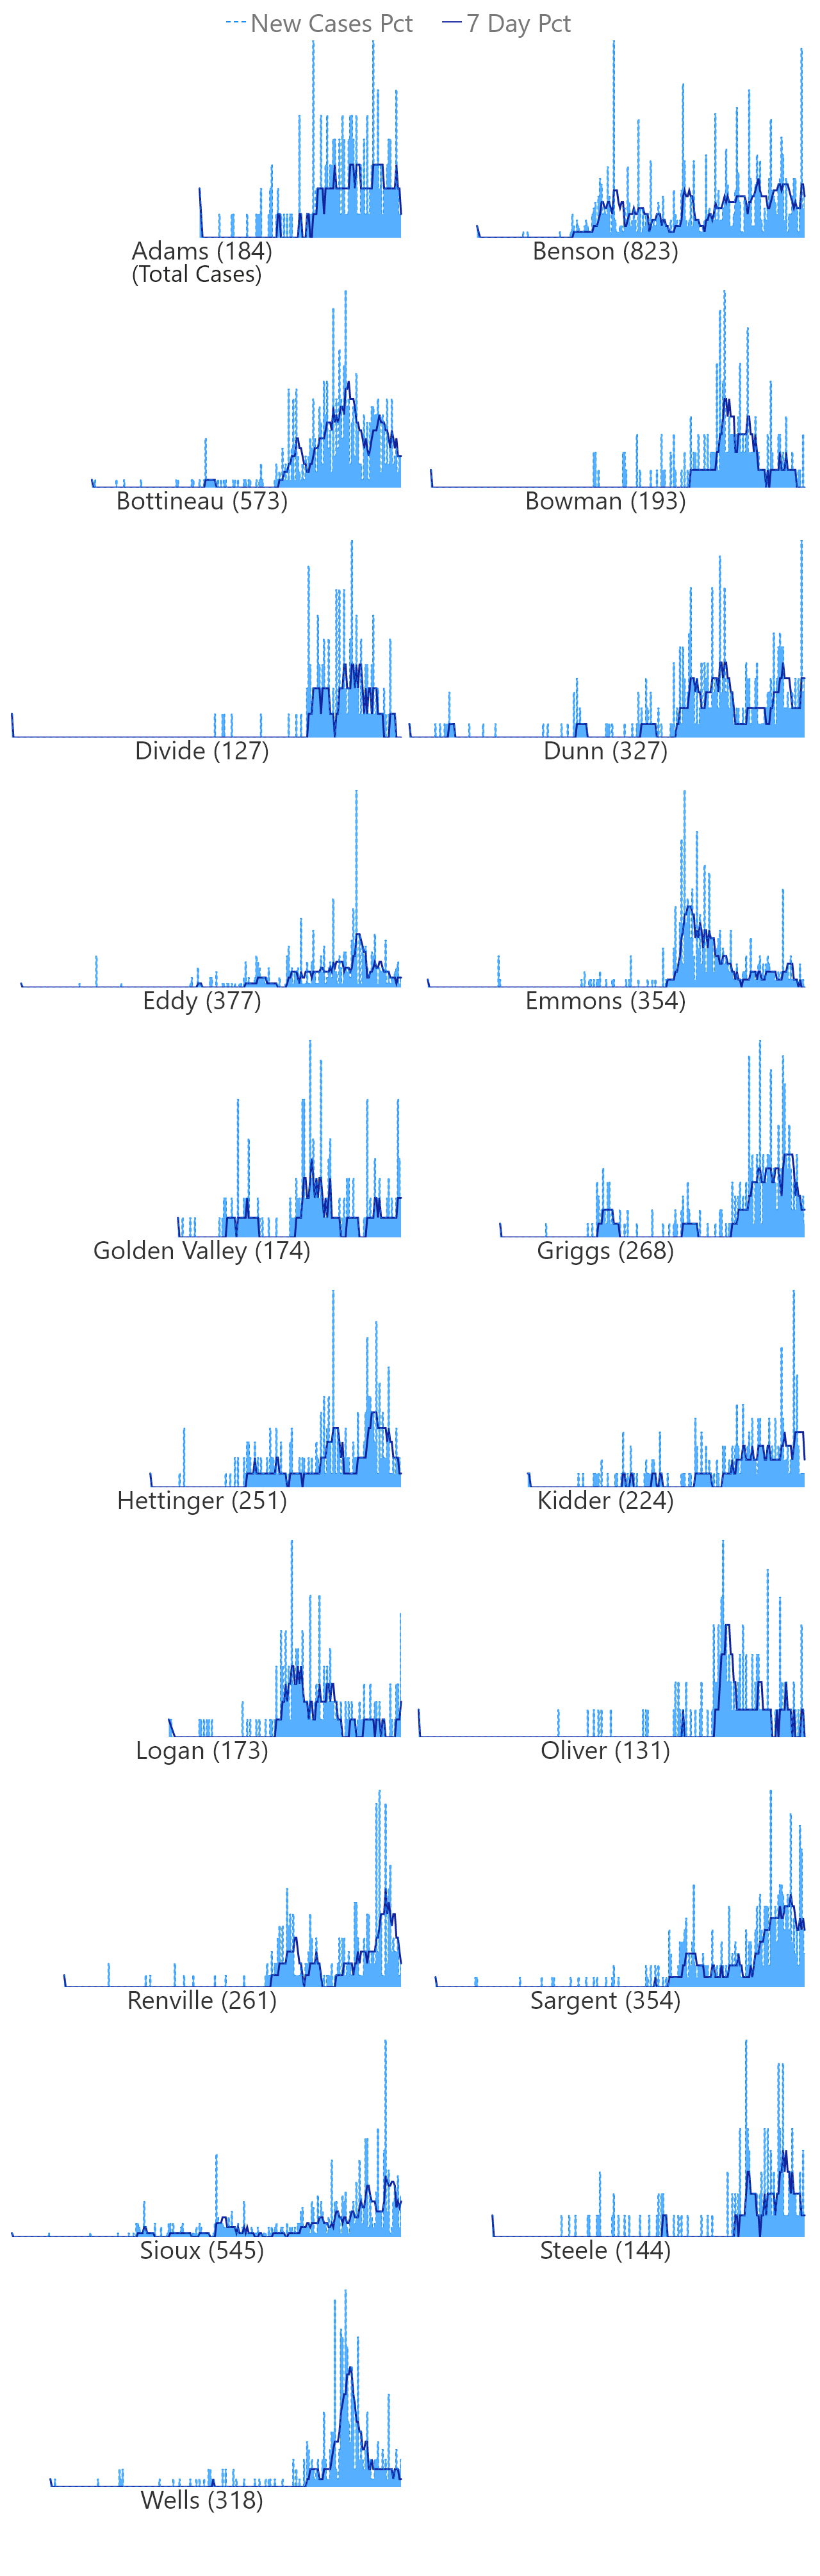 New Cases Pct 7 Day Pct
Adams (184)
(Total Cases)
Benson (823)
Bottineau (573)
Bowman (193)
Divide (127)
Dunn (327)
Eddy (377)
Emmons (354)
Golden Valley (174)
Griggs (268)
Hettinger (251)
Kidder (224)
Logan (173)
Oliver (131)
Renville (261)
Sargent (354)
Sioux (545)
Steele (144)
Wells (318)